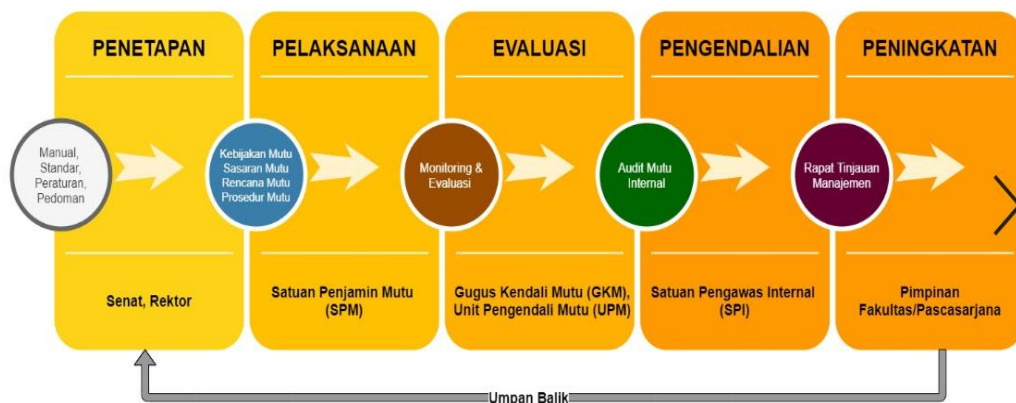 PENETAPAN
PELAKSANAAN
EVALUASI
PENGENDALIAN
PENINGKATAN
Manual,
Standar,
Peraturan,
Pedoman
Kebijakan Mutu
Sasaran Mutu
Rencana Mutu
Prosedur Mutu
Monitoring &
Evaluasi
Audit Mutu
Internal
Rapat Tinjauan
Manajemen
Senat, Rektor
Satuan Penjamin Mutu
(SPM)
Gugus Kendali Mutu (GKM),
Unit Pengendali Mutu (UPM)
Satuan Pengawas Internal
(SPI)
Pimpinan
Fakultas/Pascasarjana
Umpan Balik